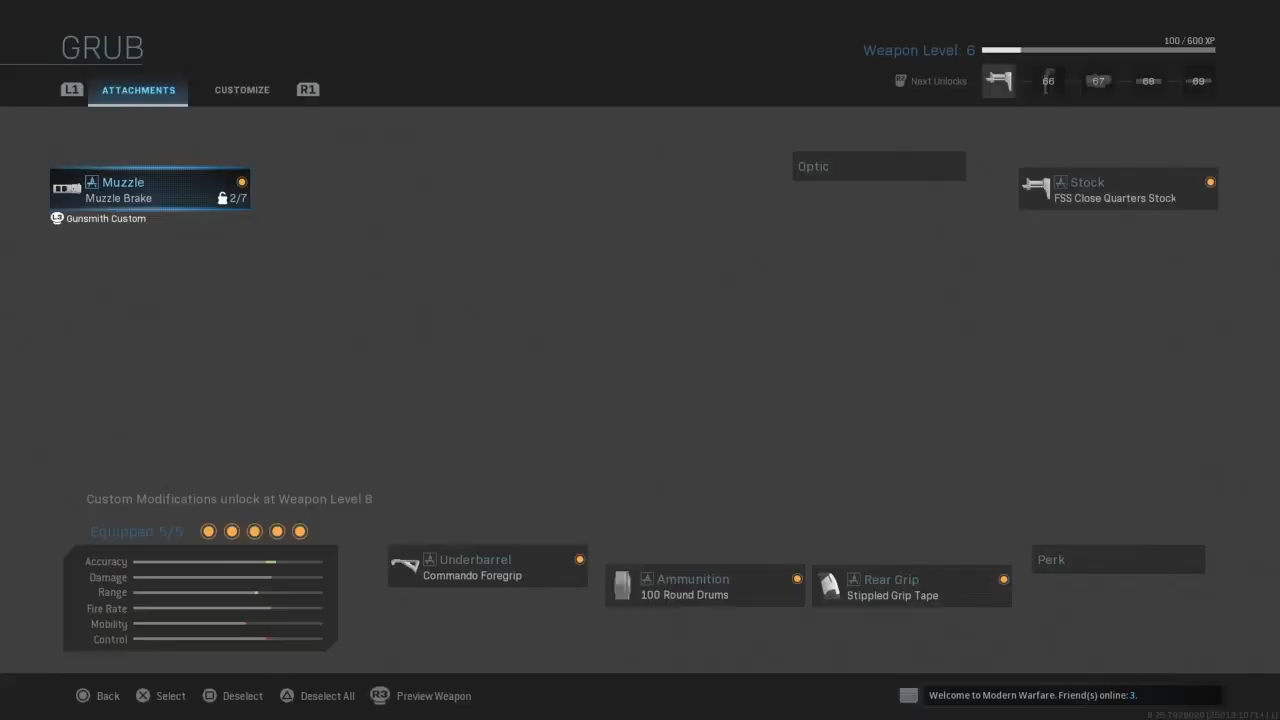 GRUB
Weapon Level: 6
100 / 600 XP
Next Unlocks
66
67
68
69
L1
ATTACHMENTS
CUSTOMIZE
R1
Muzzle
Muzzle Brake
2/7
Gunsmith Custom
Optic
Stock
FSS Close Quarters Stock
Custom Modifications unlock at Weapon Level 8
Equipped 5/5
Accuracy
Damage
Range
Fire Rate
Mobility
Control
Underbarrel
Commando Foregrip
Ammunition
100 Round Drums
Rear Grip
Stippled Grip Tape
Perk
Back
Select
Deselect
Deselect All
R3
Preview Weapon
Welcome to Modern Warfare. Friend(s) online: 3.